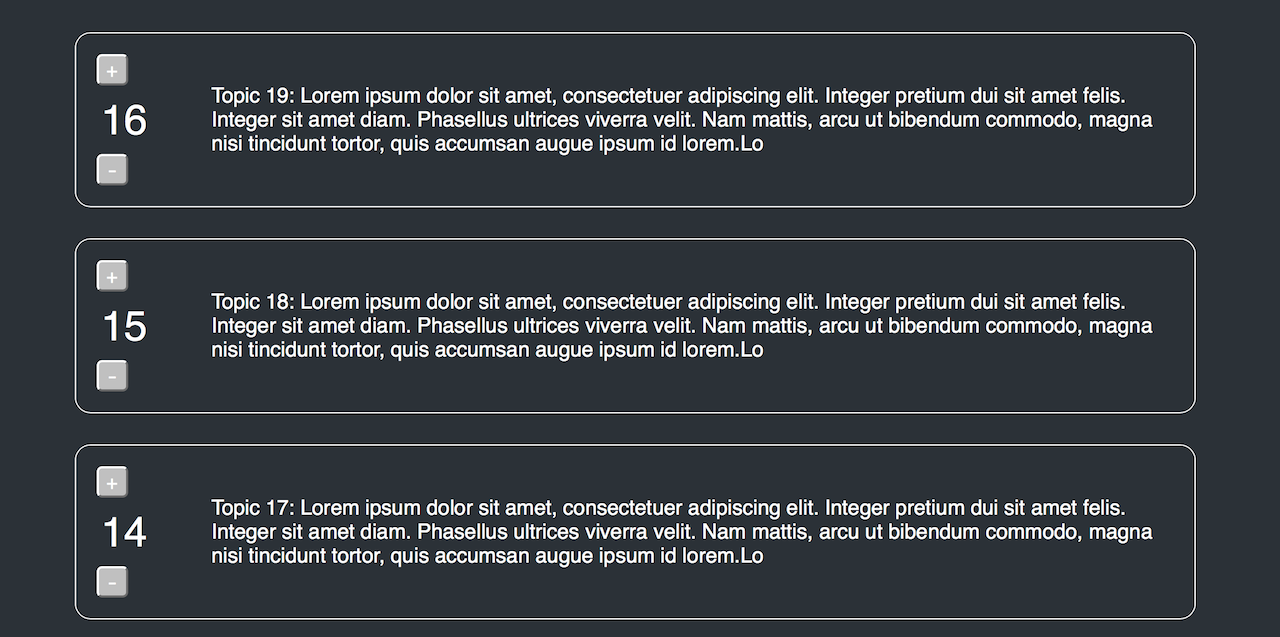 +
16
-
Topic 19: Lorem ipsum dolor sit amet, consectetuer adipiscing elit. Integer pretium dui sit amet felis.
Integer sit amet diam. Phasellus ultrices viverra velit. Nam mattis, arcu ut bibendum commodo, magna
nisi tincidunt tortor, quis accumsan augue ipsum id lorem.Lo
+
15
-
Topic 18: Lorem ipsum dolor sit amet, consectetuer adipiscing elit. Integer pretium dui sit amet felis.
Integer sit amet diam. Phasellus ultrices viverra velit. Nam mattis, arcu ut bibendum commodo, magna
nisi tincidunt tortor, quis accumsan augue ipsum id lorem.Lo
+
14
-
Topic 17: Lorem ipsum dolor sit amet, consectetuer adipiscing elit. Integer pretium dui sit amet felis.
Integer sit amet diam. Phasellus ultrices viverra velit. Nam mattis, arcu ut bibendum commodo, magna
nisi tincidunt tortor, quis accumsan augue ipsum id lorem.Lo